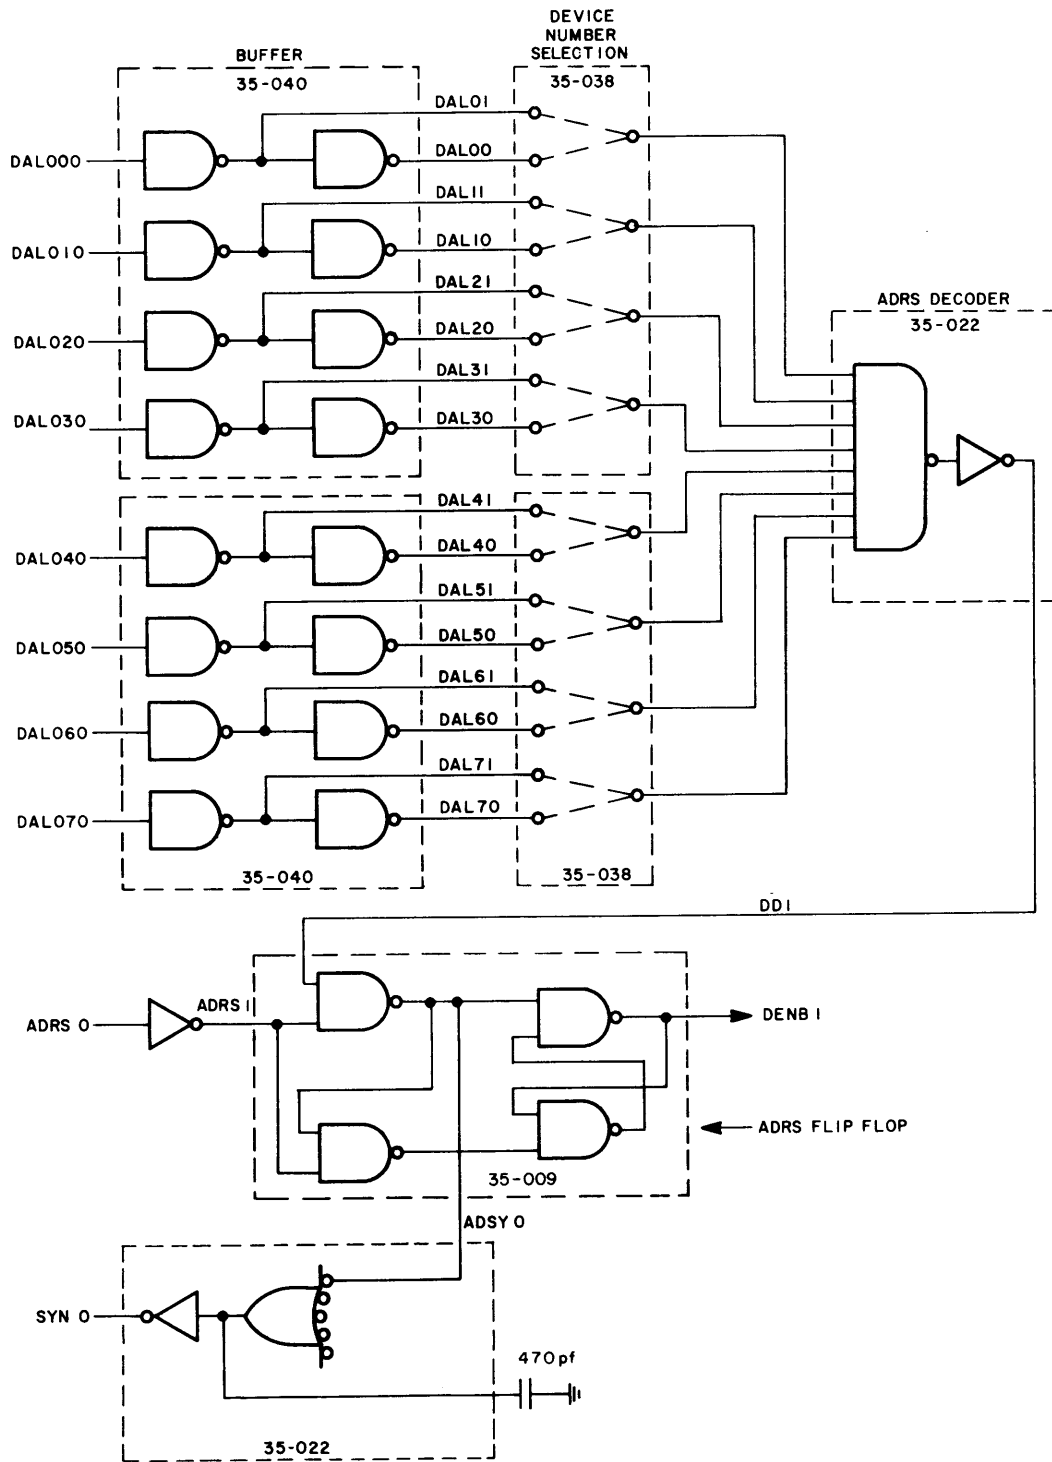 DEVICE
NUMBER
SELECTION
BUFFER
35-040
35-038
DAL000
DAL01
DAL00
DAL010
DAL11
DAL10
DAL020
DAL21
DAL20
DAL030
DAL31
DAL30
ADRS DECODER
35-022
DAL040
DAL41
DAL40
DAL050
DAL51
DAL50
DAL060
DAL61
DAL60
DAL070
DAL71
DAL70
35-040
35-038
DD1
ADRS 0
ADRS 1
DENB 1
ADRS FLIP FLOP
35-009
ADSY 0
SYN 0
470 pf
35-022